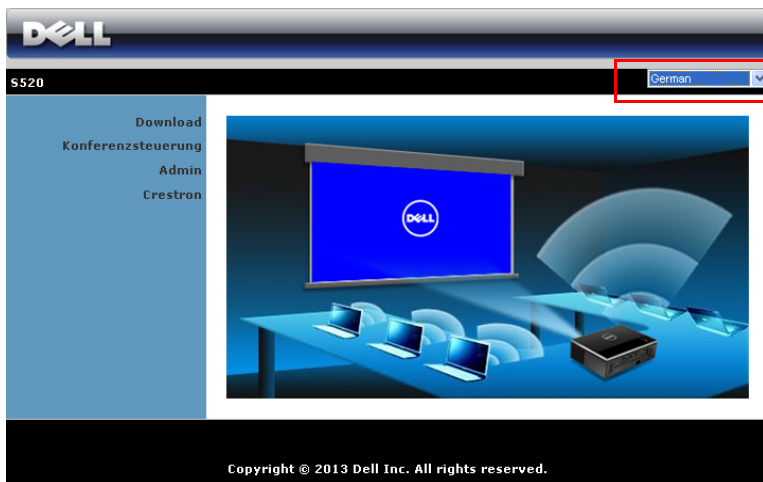 DELL
S520
German
Download
Konferenzsteuerung
Admin
Crestron
DELL
Copyright © 2013 Dell Inc. All rights reserved.